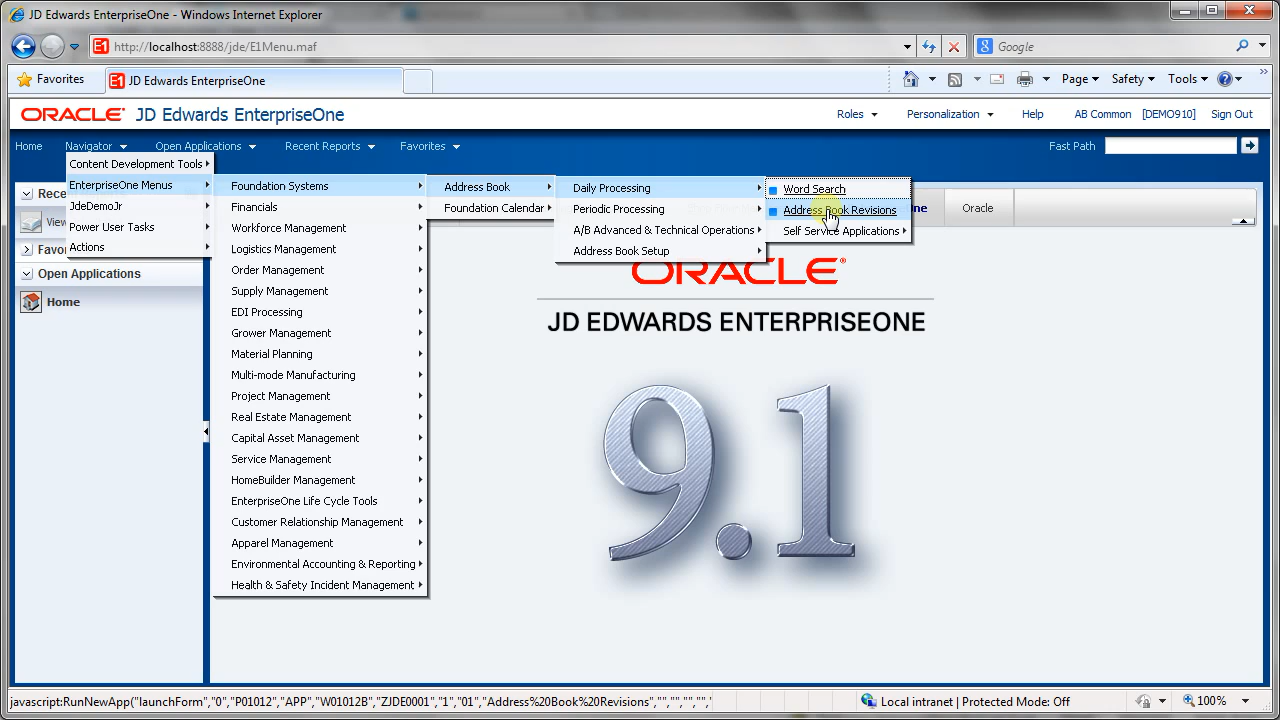 JD Edwards EnterpriseOne - Windows Internet Explorer
http://localhost:8888/jde/E1Menu.maf
Google
Favorites
JD Edwards EnterpriseOne
Page
Safety
Tools
ORACLE JD Edwards EnterpriseOne
Roles
Personalization
Help
AB Common
[DEMO910]
Sign Out
Home
Navigator
Open Applications
Recent Reports
Favorites
Fast Path
Content Development Tools
EnterpriseOne Menus
JdeDemoJr
Power User Tasks
Actions
Foundation Systems
Financials
Workforce Management
Logistics Management
Order Management
Supply Management
EDI Processing
Grower Management
Material Planning
Multi-mode Manufacturing
Project Management
Real Estate Management
Capital Asset Management
Service Management
HomeBuilder Management
EnterpriseOne Life Cycle Tools
Customer Relationship Management
Apparel Management
Environmental Accounting & Reporting
Health & Safety Incident Management
Address Book
Foundation Calendar
Daily Processing
Periodic Processing
A/B Advanced & Technical Operations
Address Book Setup
Word Search
Address Book Revisions
Self Service Applications
Oracle
Open Applications
Home
ORACLE
JD EDWARDS ENTERPRISEONE
9.1
javascript:RunNewApp("launchForm","0","P01012","APP","W01012B","ZJDE0001","1","01","Address%20Book%20Revisions","","","","",
Local intranet | Protected Mode: Off
100%